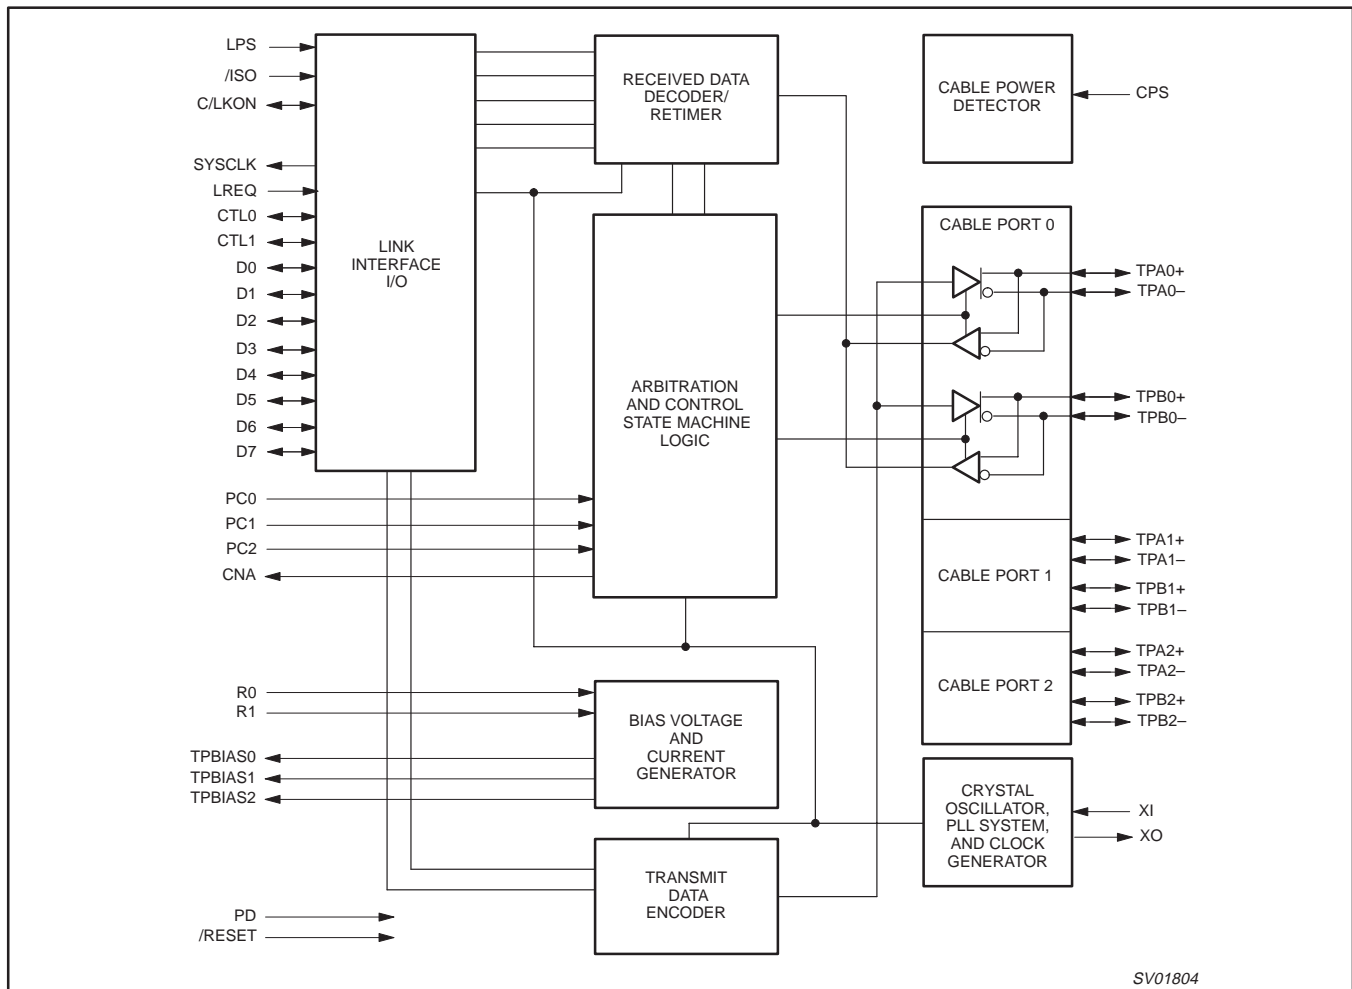 LPS
/ISO
C/LKON
SYSCLK
LREQ
CTL0
CTL1
D0
D1
D2
D3
D4
D5
D6
D7
PC0
PC1
PC2
CNA
R0
R1
TPBIAS0
TPBIAS1
TPBIAS2
PD
/RESET
LINK
INTERFACE
I/O
RECEIVED DATA
DECODER/
RETIMER
ARBITRATION
AND CONTROL
STATE MACHINE
LOGIC
BIAS VOLTAGE
AND
CURRENT
GENERATOR
TRANSMIT
DATA
ENCODER
CABLE POWER
DETECTOR
CPS
CABLE PORT 0
TPA0+
TPA0–
TPB0+
TPB0–
CABLE PORT 1
TPA1+
TPA1–
TPB1+
TPB1–
CABLE PORT 2
TPA2+
TPA2–
TPB2+
TPB2–
CRYSTAL
OSCILLATOR,
PLL SYSTEM,
AND CLOCK
GENERATOR
XI
XO
SV01804